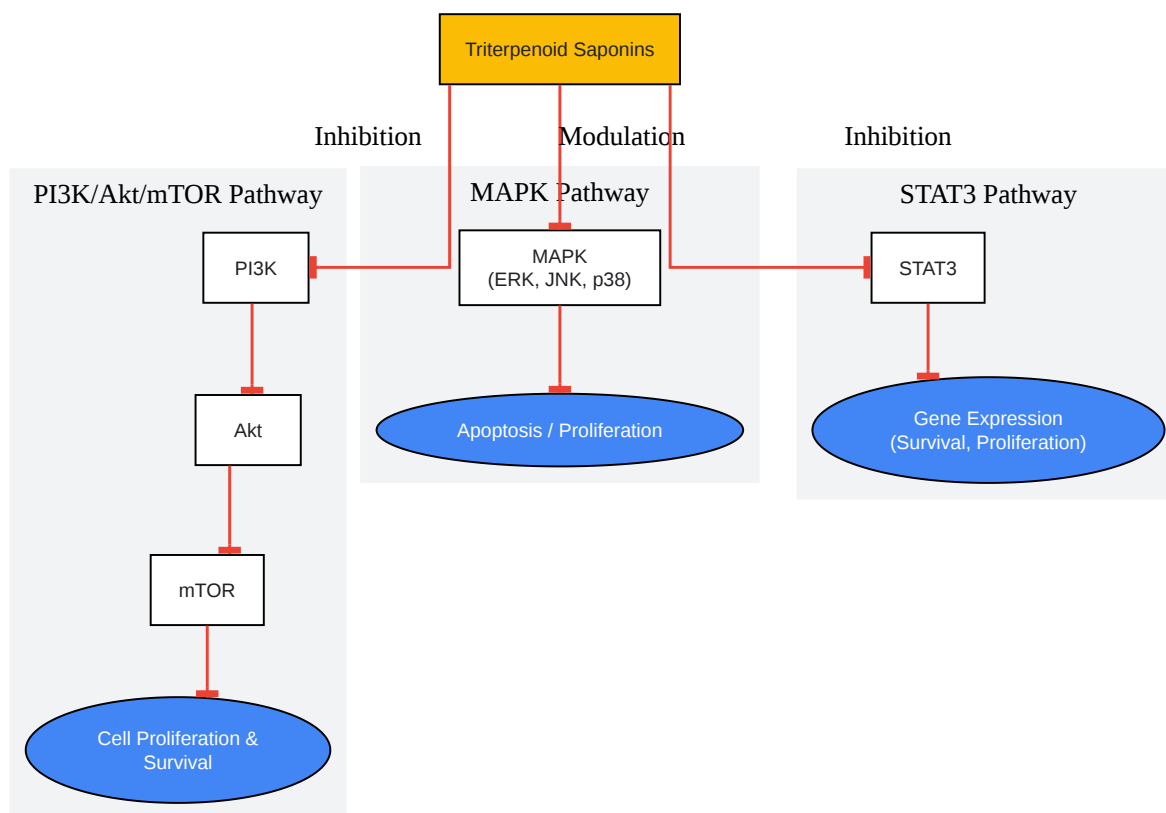 Triterpenoid Saponins
Inhibition
Modulation
Inhibition
PI3K/Akt/mTOR Pathway
MAPK Pathway
STAT3 Pathway
PI3K
MAPK
(ERK, JNK, p38)
STAT3
Akt
Apoptosis / Proliferation
Gene Expression
(Survival, Proliferation)
mTOR
Cell Proliferation &
Survival